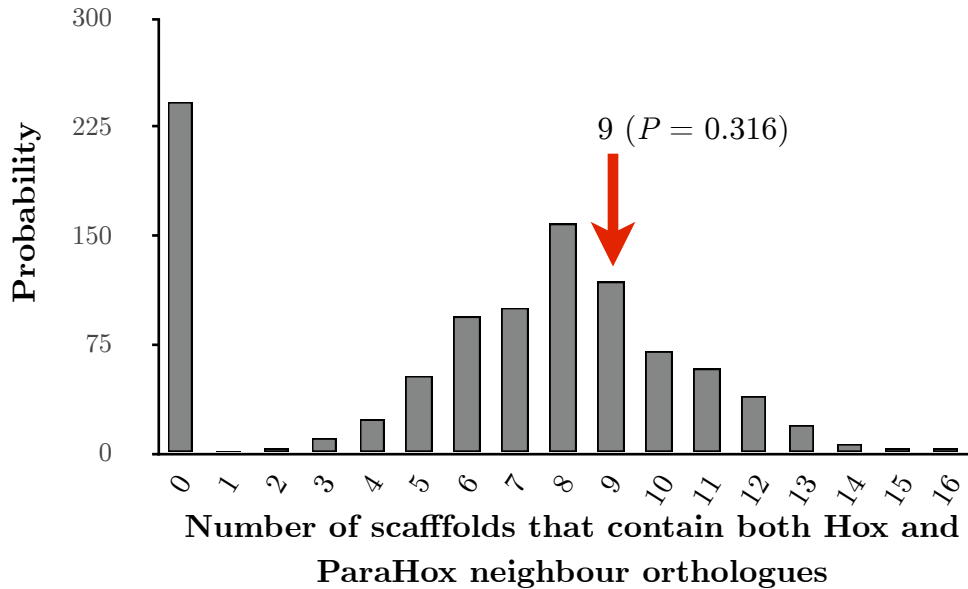 300
225
150
75
0
Probability
9 (P = 0.316)
0 1 2 3 4 5 6 7 8 9 10 11 12 13 14 15 16
Number of scafffolds that contain both Hox and
ParaHox neighbour orthologues